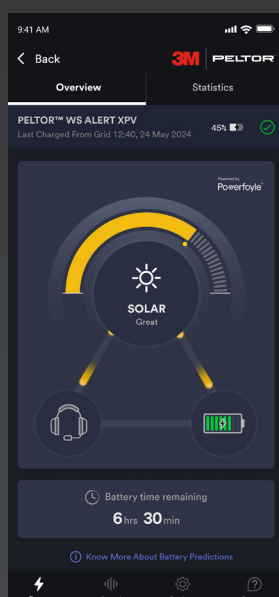 9:41 AM
Back
3M PELTOR
Overview Statistics
PELTOR™ WS ALERT XPV
Last Charged From Grid 12:40, 24 May 2024
45%
Powered by
Powerfoyle
SOLAR
Great
Battery time remaining
6 hrs 30 min
Know More About Battery Predictions